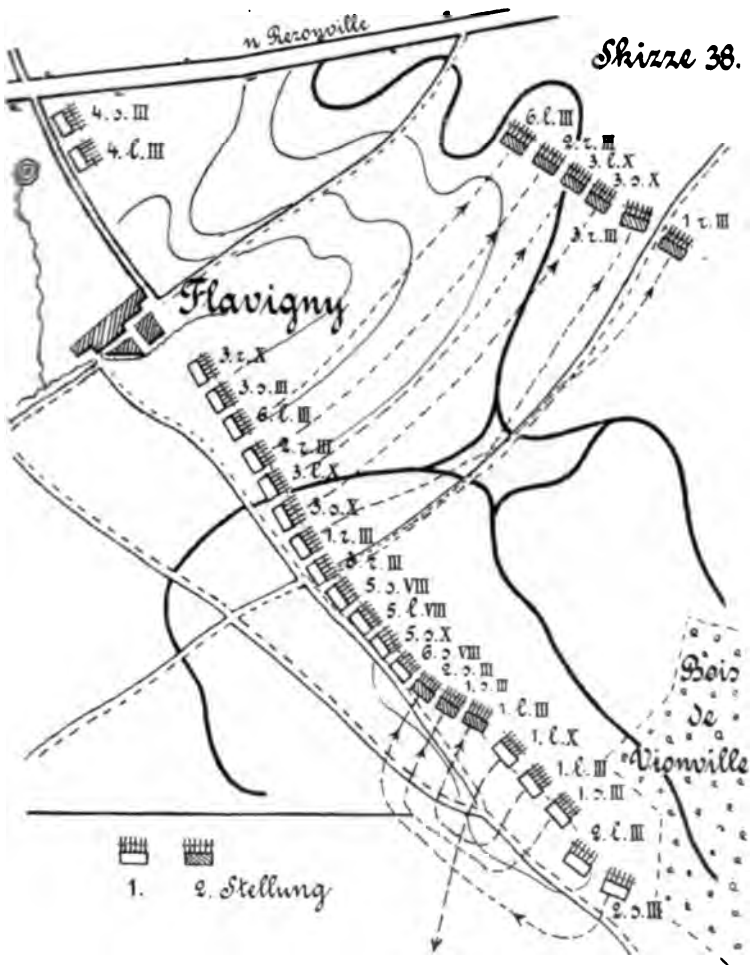 Skizze 38.
n Rezonville
4.s.III
4.l.III
6.l.III
2.r.III
3.l.X
3.s.X
3.r.III
1 r.III
Flavigny
3.r.X
3.s.III
6.l.III
2.r.III
3.l.X
3.s.X
1.r.III
3.r.III
5.s.VIII
5.l.VIII
5.s.X
6.s.VIII
2.s.III
1.s.III
1.l.III
1.l.X
1.l.III
1.s.III
2.l.III
2.s.III
Bois
de
Vionville
1. 2. Stellung